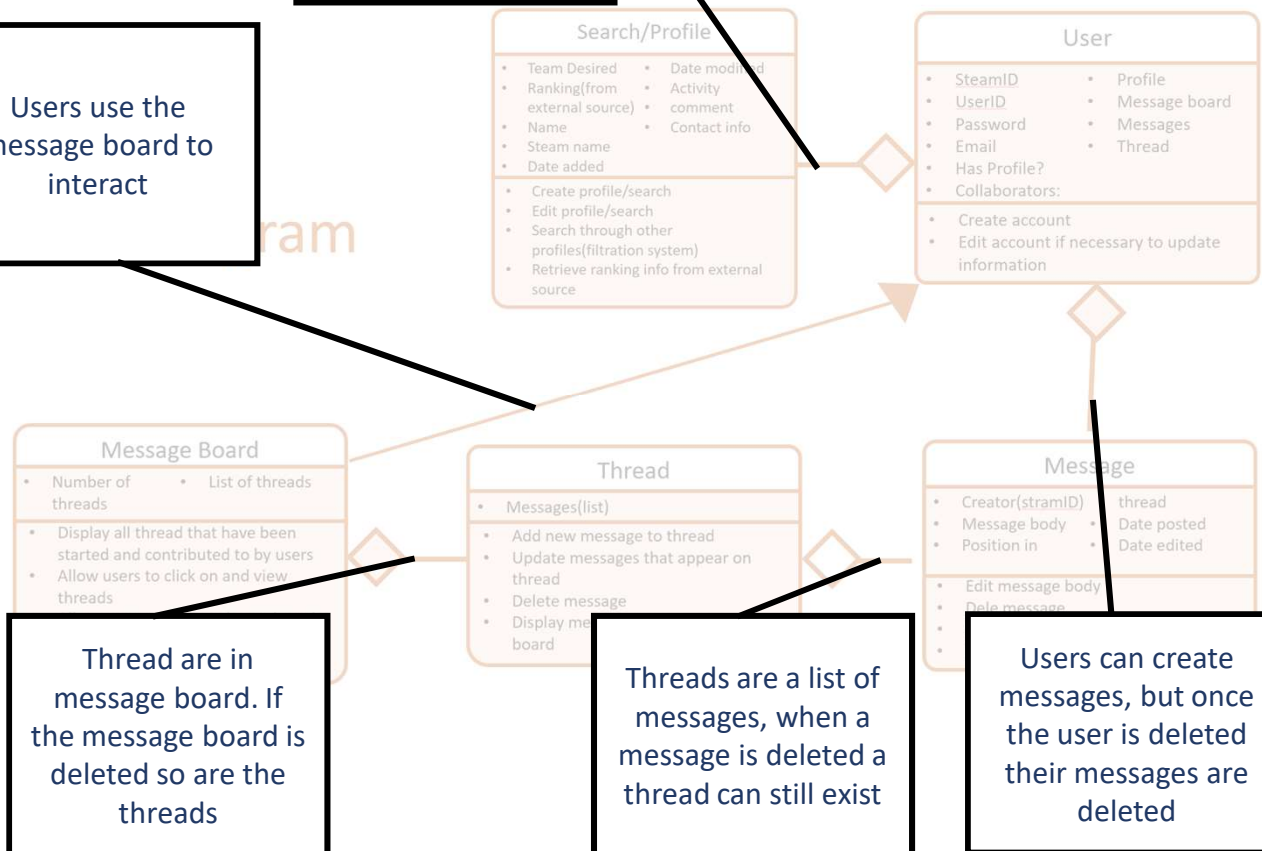 Users use the
message board to
interact
ram
Search/Profile
• Team Desired
• Ranking(from
external source)
• Name
• Steam name
• Date added
• Date modified
• Activity
• comment
• Contact info
• Create profile/search
• Edit profile/search
• Search through other
profiles(filtration system)
• Retrieve ranking info from external
source
User
• SteamID
• UserID
• Password
• Email
• Has Profile?
• Collaborators:
• Profile
• Message board
• Messages
• Thread
• Create account
• Edit account if necessary to update
information
Message Board
• Number of
threads
• List of threads
• Display all thread that have been
started and contributed to by users
• Allow users to click on and view
threads
Thread
• Messages(list)
• Add new message to thread
• Update messages that appear on
thread
• Delete message
• Display me
board
Message
• Creator(stramID)
• Message body
• Position in
thread
• Date posted
• Date edited
• Edit message body
• Dele message
Thread are in
message board. If
the message board is
deleted so are the
threads
Threads are a list of
messages, when a
message is deleted a
thread can still exist
Users can create
messages, but once
the user is deleted
their messages are
deleted